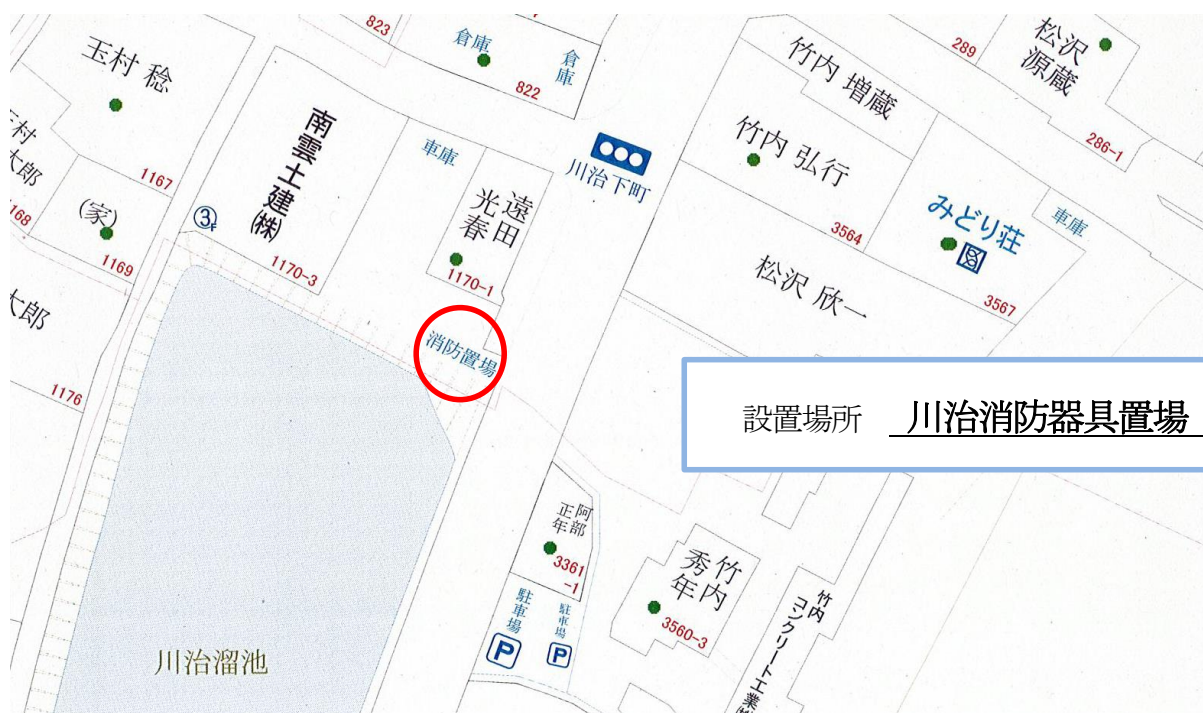 823
玉村 稔
倉庫
倉庫
822
289
松沢
源蔵
竹内 増蔵
286-1
南雲土建㈱
車庫
川治下町
竹内 弘行
村
太郎
1167
遠田
光春
みどり荘
車庫
168
(家)
3
3564
1169
1170-3
1170-1
松沢 欣一
3567
太郎
消防置場
1176
設置場所 川治消防器具置場
阿部
正年
3361
-1
竹内
秀年
駐車場
駐車場
P
P
3560-3
竹内
コンクリート工業
川治溜池